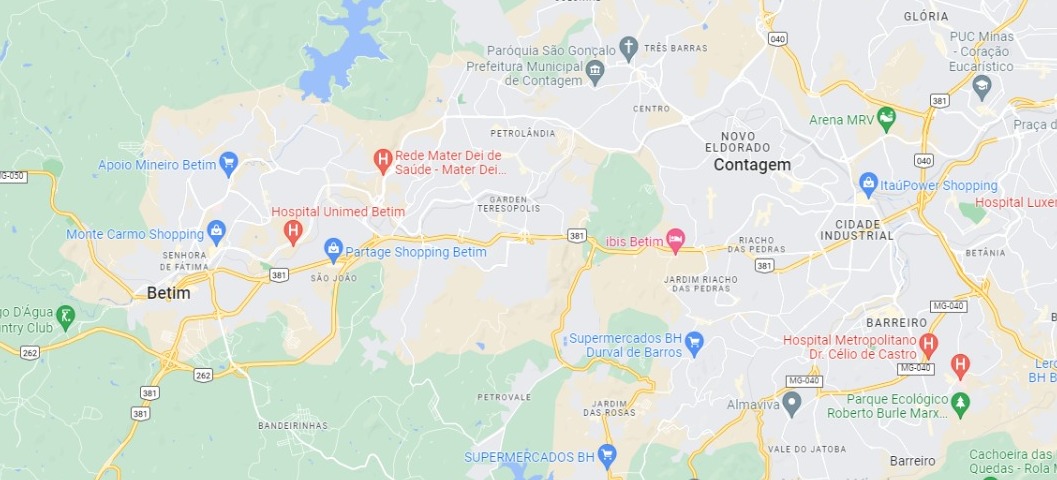 GLÓRIA
PUC Minas
- Coração
Eucarístico
040
Paróquia São Gonçalo
TRÊS BARRAS
Prefeitura Municipal
de Contagem
381
CENTRO
Arena MRV
Praça d
PETROLÂNDIA
NOVO
ELDORADO
Contagem
040
Apoio Mineiro Betim
Rede Mater Dei de
Saúde - Mater Dei...
MG-050
ItaúPower Shopping
GARDEN
TERESÓPOLIS
Hospital Luxem
Hospital Unimed Betim
CIDADE
INDUSTRIAL
Monte Carmo Shopping
381
ibis Betim
RIACHO
DAS PEDRAS
Partage Shopping Betim
BETÂNIA
SENHORA
DE FÁTIMA
381
SÃO JOÃO
381
JARDIM RIACHO
DAS PEDRAS
Betim
MG-040
go D'Água
untry Club
BARREIRO
Supermercados BH
Durval de Barros
Hospital Metropolitano
Dr. Célio de Castro
262
262
MG-040
MG-040
BH B
381
PETROVALE
Almaviva
Parque Ecológico
Roberto Burle Marx...
JARDIM
DAS ROSAS
381
BANDEIRINHAS
VALE DO JATOBA
SUPERMERCADOS BH
Barreiro
Cachoeira das
Quedas - Rola M